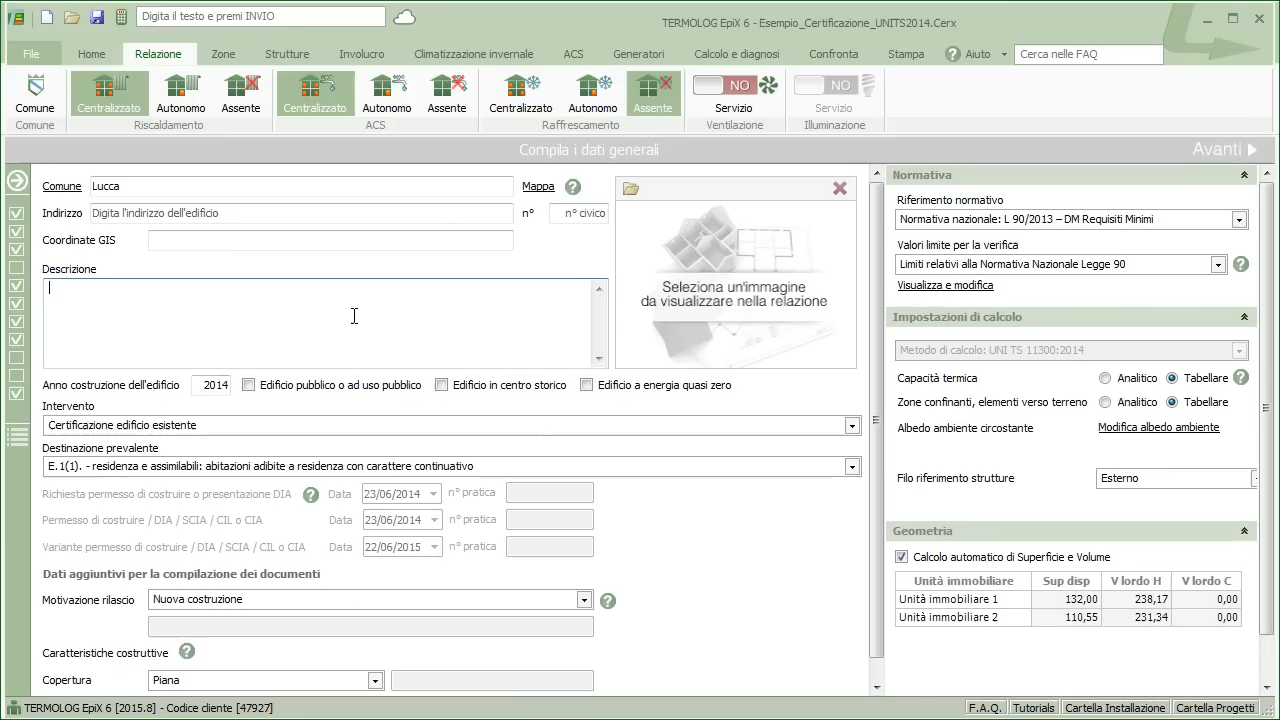 Digita il testo e premi INVIO
TERMOLOG EpiX 6 - Esempio_Certificazione_UNITS2014.Cerx
File Home Relazione Zone Strutture Involucro Climatizzazione invernale ACS Generatori Calcolo e diagnosi Confronta Stampa Aiuto Cerca nelle FAQ
Comune Centralizzato Autonomo Assente Centralizzato Autonomo Assente Centralizzato Autonomo Assente NO Servizio NO Servizio
Comune Riscaldamento ACS Raffrescamento Ventilazione Illuminazione
Compila i dati generali Avanti
Comune Lucca Mappa
Indirizzo Digita l'indirizzo dell'edificio n° n° civico
Coordinate GIS
Descrizione
Seleziona un'immagine
da visualizzare nella relazione
Anno costruzione dell'edificio 2014 Edificio pubblico o ad uso pubblico Edificio in centro storico Edificio a energia quasi zero
Intervento
Certificazione edificio esistente
Destinazione prevalente
E.1(1). - residenza e assimilabili: abitazioni adibite a residenza con carattere continuativo
Richiesta permesso di costruire o presentazione DIA ? Data 23/06/2014 n° pratica
Permesso di costruire / DIA / SCIA / CIL o CIA Data 23/06/2014 n° pratica
Variante permesso di costruire / DIA / SCIA / CIL o CIA Data 22/06/2015 n° pratica
Dati aggiuntivi per la compilazione dei documenti
Motivazione rilascio Nuova costruzione ?
Caratteristiche costruttive ?
Copertura Piana
Normativa
Riferimento normativo
Normativa nazionale: L 90/2013 – DM Requisiti Minimi
Valori limite per la verifica
Limiti relativi alla Normativa Nazionale Legge 90 ?
Visualizza e modifica
Impostazioni di calcolo
Metodo di calcolo: UNI TS 11300:2014
Capacità termica Analitico Tabellare ?
Zone confinanti, elementi verso terreno Analitico Tabellare
Albedo ambiente circostante Modifica albedo ambiente
Filo riferimento strutture Esterno
Geometria
Calcolo automatico di Superficie e Volume
Unità immobiliare Sup disp V lordo H V lordo C
Unità immobiliare 1 132,00 238,17 0,00
Unità immobiliare 2 110,55 231,34 0,00
TERMOLOG EpiX 6 [2015.8] - Codice cliente [47927] F.A.Q. Tutorials Cartella Installazione Cartella Progetti